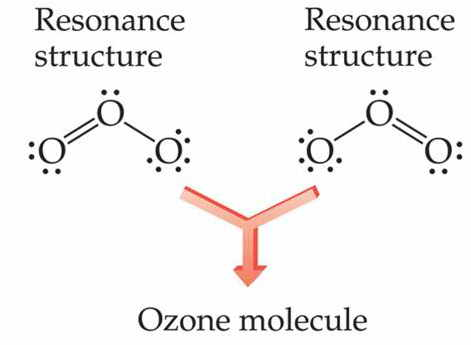 Resonance
structure
Resonance
structure
O O O
O O O
Ozone molecule